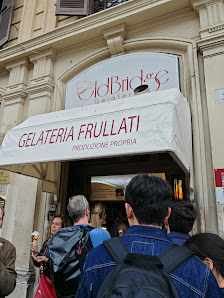 OldBridge
Gelateria
GELATERIA FRULLATI
PRODUZIONE PROPRIA